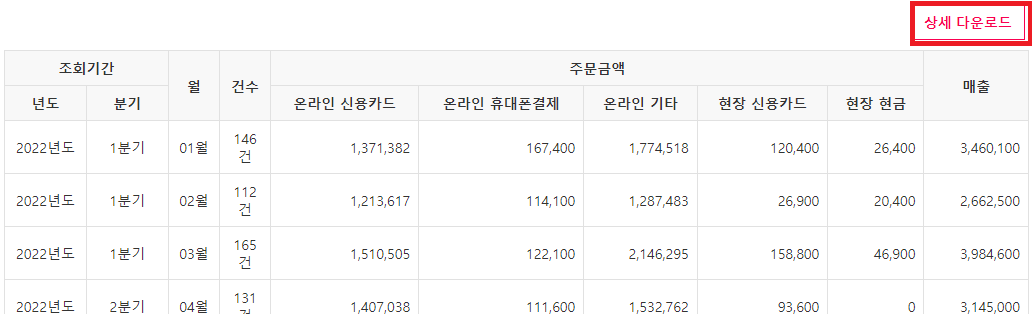 상세 다운로드
조회기간 월 건수 주문금액 매출
년도 분기 온라인 신용카드 온라인 휴대폰결제 온라인 기타 현장 신용카드 현장 현금
2022년도 1분기 01월 146건 1,371,382 167,400 1,774,518 120,400 26,400 3,460,100
2022년도 1분기 02월 112건 1,213,617 114,100 1,287,483 26,900 20,400 2,662,500
2022년도 1분기 03월 165건 1,510,505 122,100 2,146,295 158,800 46,900 3,984,600
2022년도 2분기 04월 131건 1,407,038 111,600 1,532,762 93,600 0 3,145,000